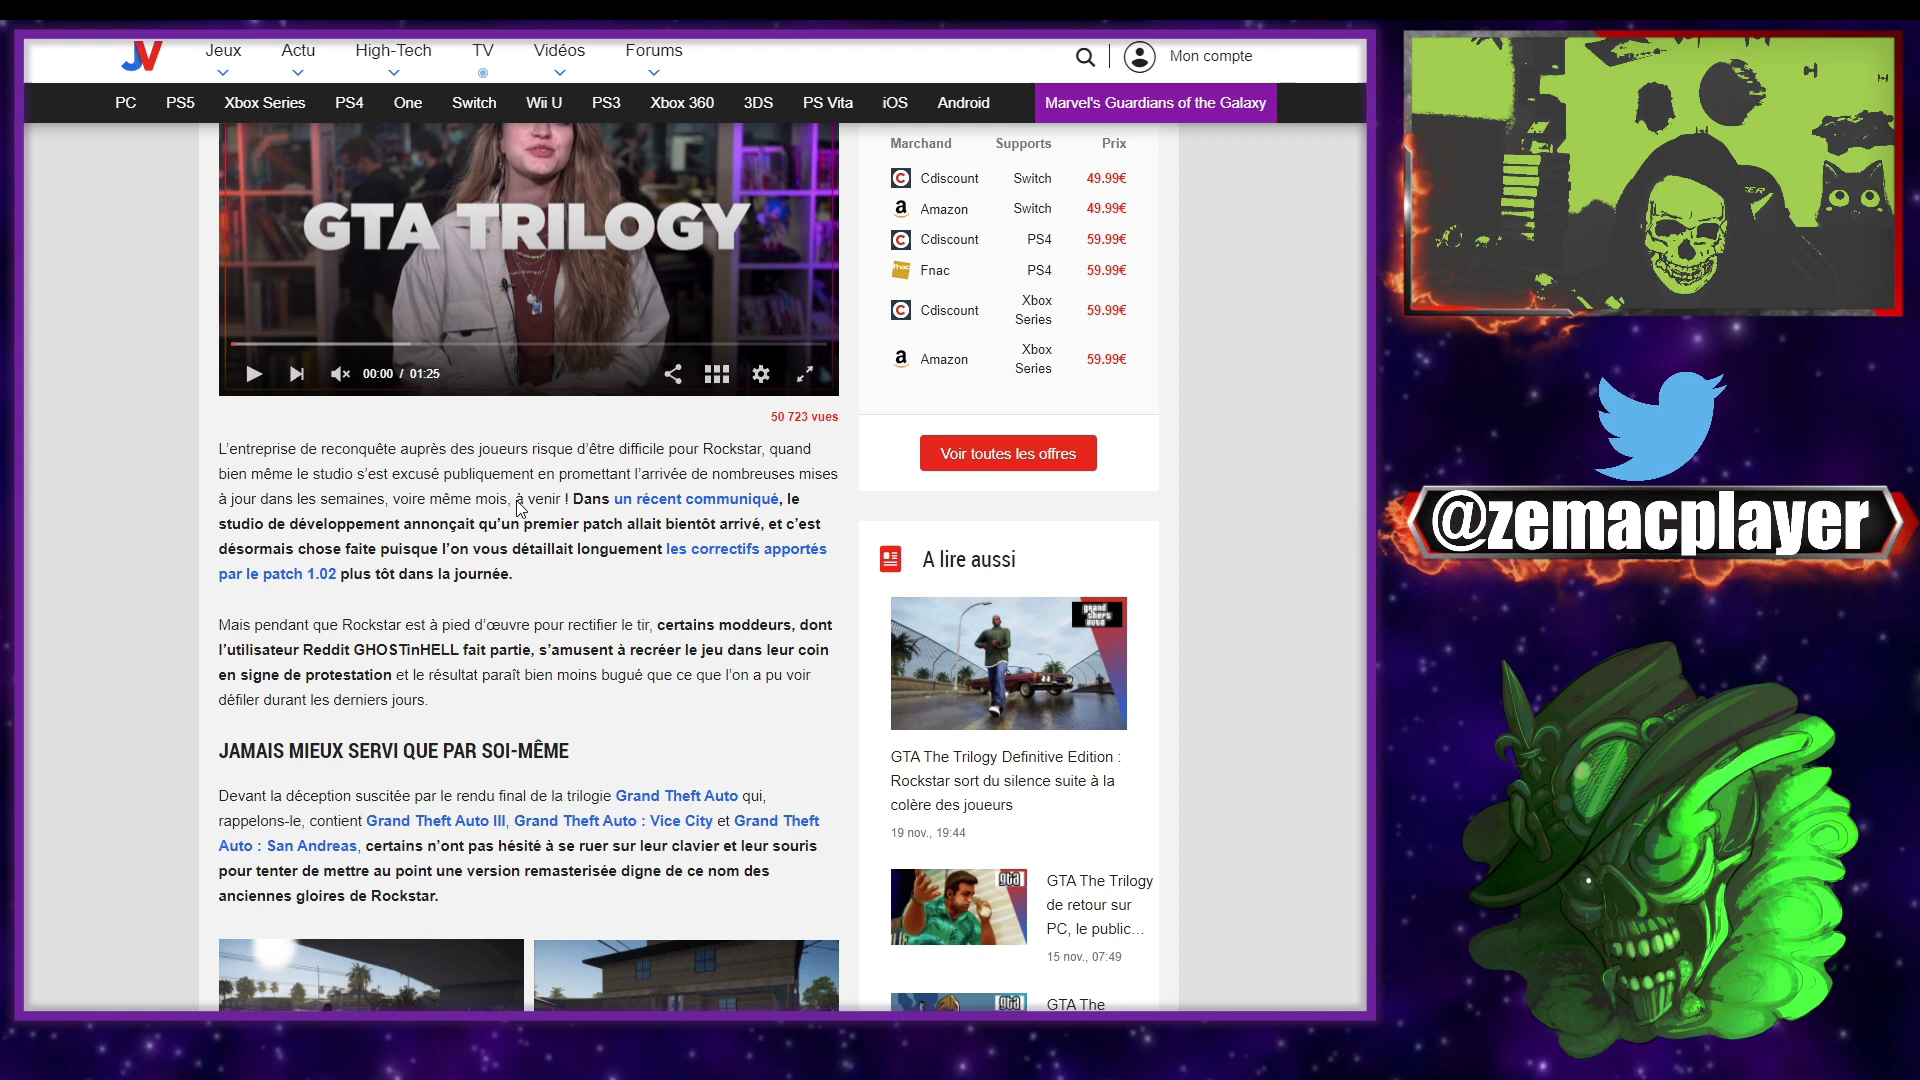 JV
Jeux
Actu
High-Tech
TV
Vidéos
Forums
Mon compte
PC
PS5
Xbox Series
PS4
One
Switch
Wii U
PS3
Xbox 360
3DS
PS Vita
iOS
Android
Marvel's Guardians of the Galaxy
GTA TRILOGY
00:00 / 01:25
50 723 vues
L’entreprise de reconquête auprès des joueurs risque d’être difficile pour Rockstar, quand
bien même le studio s’est excusé publiquement en promettant l’arrivée de nombreuses mises
à jour dans les semaines, voire même mois, à venir ! Dans un récent communiqué, le
studio de développement annonçait qu’un premier patch allait bientôt arrivé, et c’est
désormais chose faite puisque l’on vous détaillait longuement les correctifs apportés
par le patch 1.02 plus tôt dans la journée.
Mais pendant que Rockstar est à pied d’œuvre pour rectifier le tir, certains moddeurs, dont
l’utilisateur Reddit GHOSTinHELL fait partie, s’amusent à recréer le jeu dans leur coin
en signe de protestation et le résultat paraît bien moins bugué que ce que l’on a pu voir
défiler durant les derniers jours.
JAMAIS MIEUX SERVI QUE PAR SOI-MÊME
Devant la déception suscitée par le rendu final de la trilogie Grand Theft Auto qui,
rappelons-le, contient Grand Theft Auto III, Grand Theft Auto : Vice City et Grand Theft
Auto : San Andreas, certains n’ont pas hésité à se ruer sur leur clavier et leur souris
pour tenter de mettre au point une version remasterisée digne de ce nom des
anciennes gloires de Rockstar.
Marchand Supports Prix
Cdiscount Switch 49.99€
Amazon Switch 49.99€
Cdiscount PS4 59.99€
fnac Fnac PS4 59.99€
Cdiscount Xbox Series 59.99€
Amazon Xbox Series 59.99€
Voir toutes les offres
A lire aussi
grand
theft
auto
GTA The Trilogy Definitive Edition :
Rockstar sort du silence suite à la
colère des joueurs
19 nov., 19:44
gta
GTA The Trilogy
de retour sur
PC, le public...
15 nov., 07:49
gta
GTA The
@zemacplayer